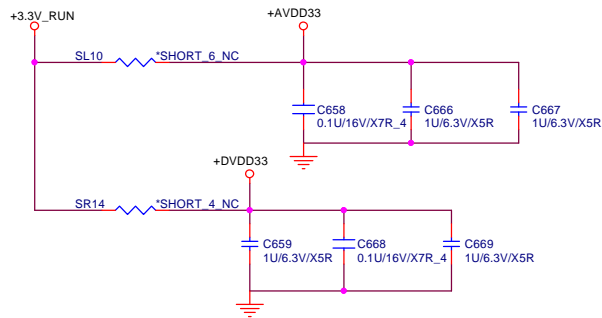 +3.3V_RUN
+AVDD33
SL10
*SHORT_6_NC
C658
0.1U/16V/X7R_4
C666
1U/6.3V/X5R
C667
1U/6.3V/X5R
+DVDD33
SR14
*SHORT_4_NC
C659
1U/6.3V/X5R
C668
0.1U/16V/X7R_4
C669
1U/6.3V/X5R